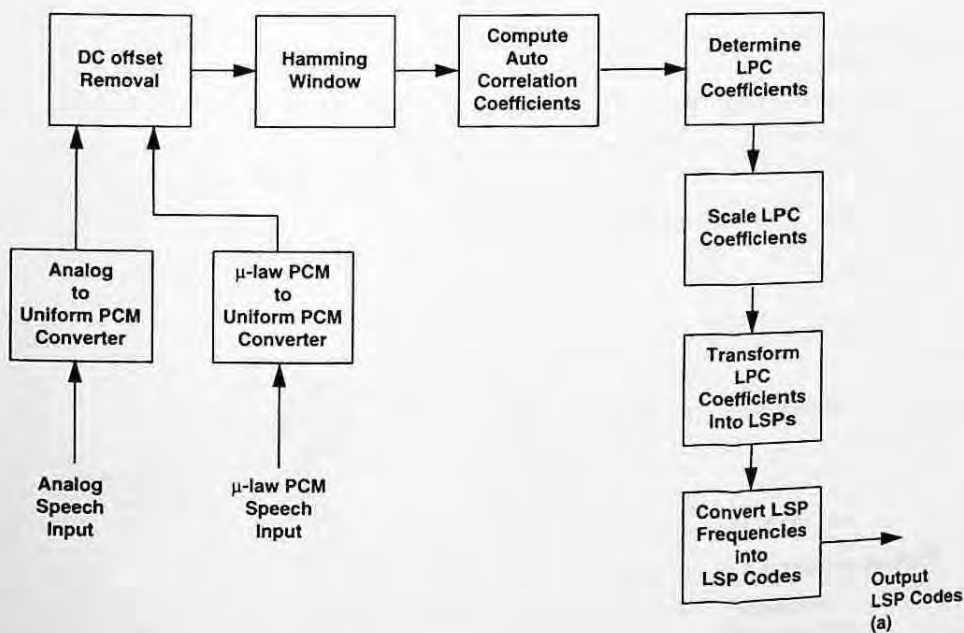 DC offset
Removal
Hamming
Window
Compute
Auto
Correlation
Coefficients
Determine
LPC
Coefficients
Scale LPC
Coefficients
Analog
to
Uniform PCM
Converter
μ-law PCM
to
Uniform PCM
Converter
Transform
LPC
Coefficients
Into LSPs
Analog
Speech
Input
μ-law PCM
Speech
Input
Convert LSP
Frequencies
into
LSP Codes
Output
LSP Codes
(a)